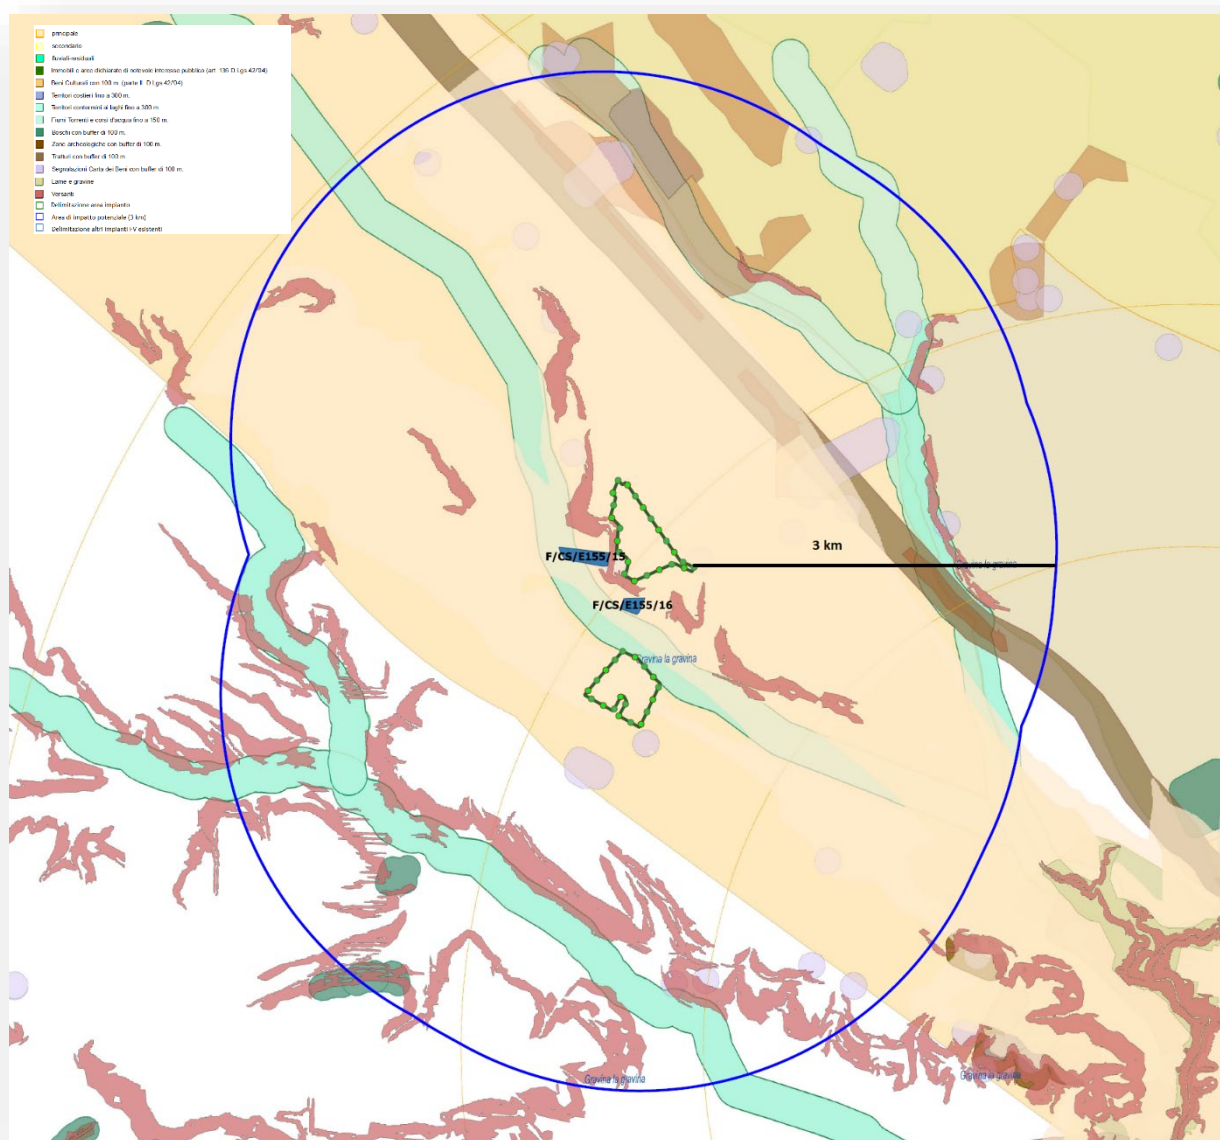 principale
secondario
fluviali-residuali
Immobili e aree dichiarate di notevole interesse pubblica (art. 136 D.Lgs 42/04)
Beni Culturali con 100 m. (parte II D.Lgs 42/04)
Territori costieri fino a 300 m.
Territori contermini ai laghi fino a 300 m
Fiumi Torrenti e corsi d'acqua fino a 150 m.
Boschi con buffer di 100 m.
Zone archeologiche con buffer di 100 m.
Tratturi con buffer di 100 m.
Segnalazioni Carta dei Beni con buffer di 100 m.
Lame e gravine
Versanti
Delimitazione area impianto
Area di impatto potenziale (3 km)
Delimitazione altri impianti FV esistenti
F/CS/E155/15
3 km
Gravina la gravina
F/CS/E155/16
Gravina la gravina
Gravina la gravina
Gravina la gravina